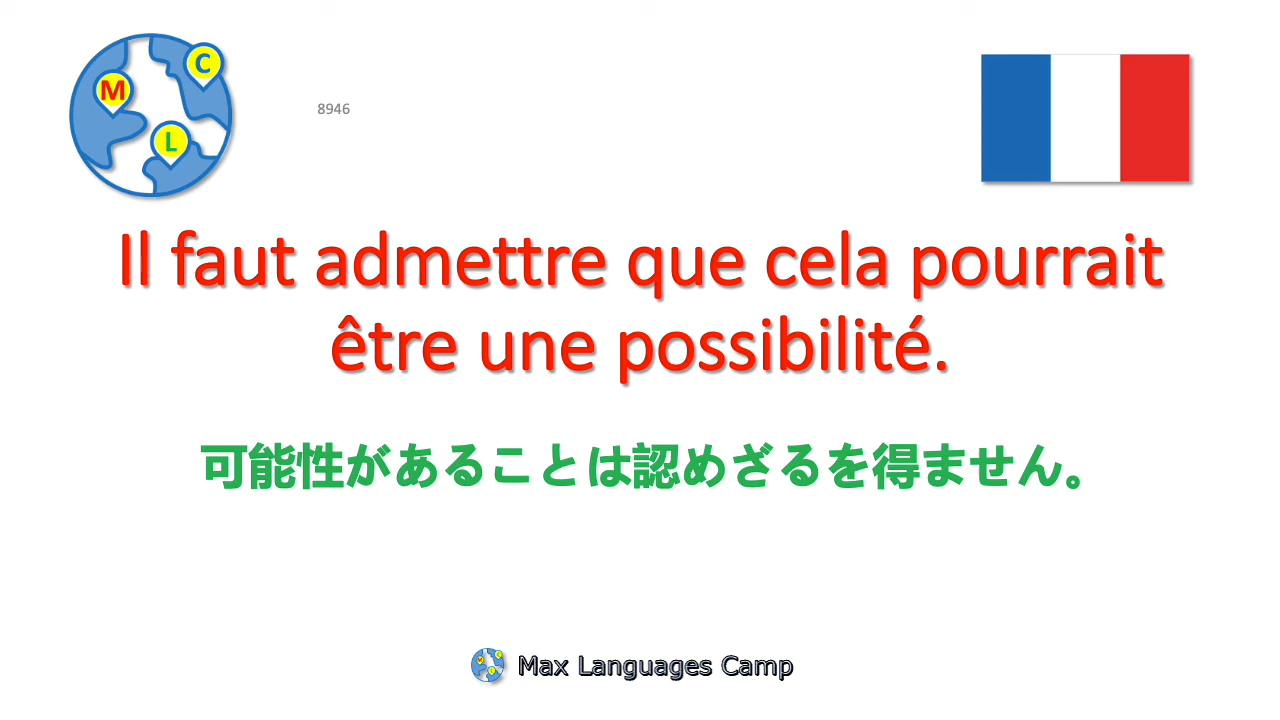 C
M
L
8946
Il faut admettre que cela pourrait
être une possibilité.
可能性があることは認めざるを得ません。
Max Languages Camp